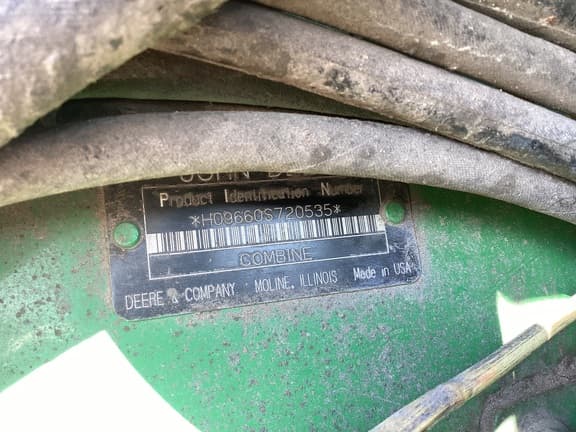 Product Identification Number
*H09660S720535*
COMBINE
DEERE & COMPANY MOLINE, ILLINOIS Made in USA